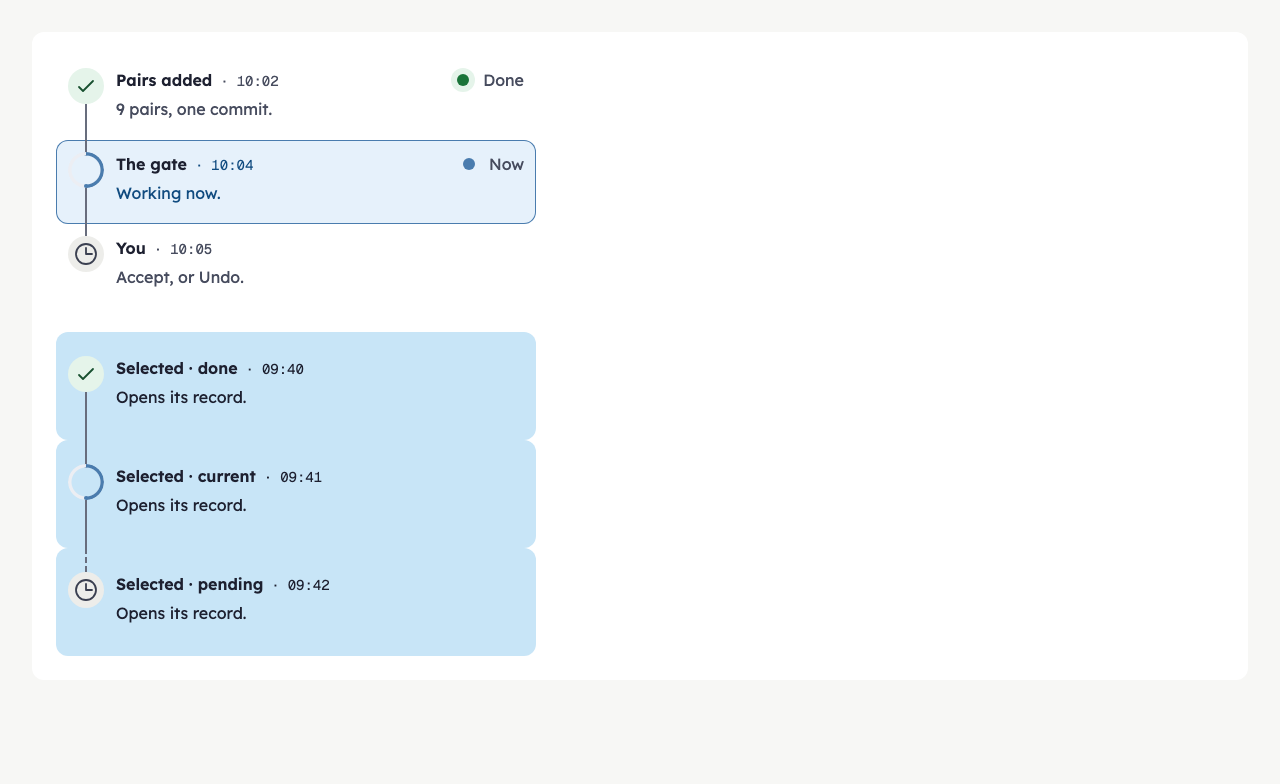 Pairs added · 10:02 Done
9 pairs, one commit.
The gate · 10:04 Now
Working now.
You · 10:05
Accept, or Undo.
Selected · done · 09:40
Opens its record.
Selected · current · 09:41
Opens its record.
Selected · pending · 09:42
Opens its record.